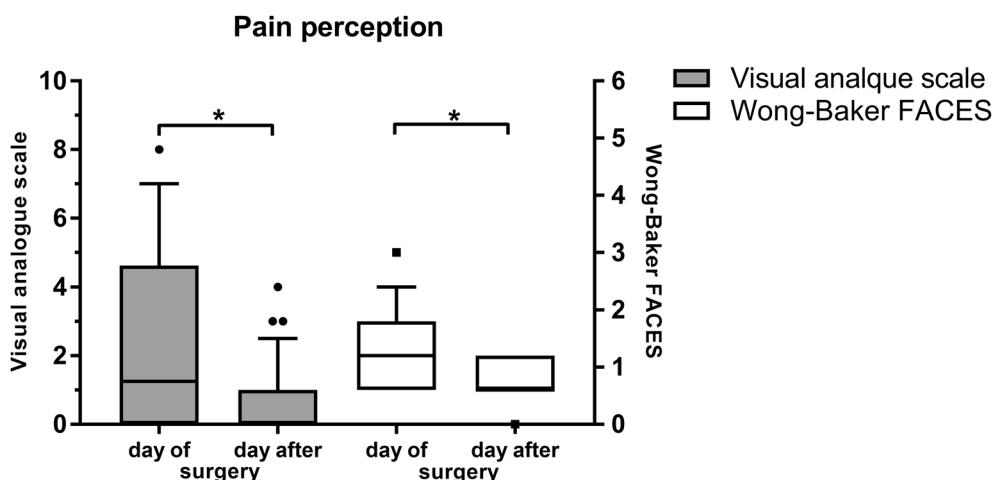 Pain perception
Visual analque scale
Wong-Baker FACES
Visual analogue scale
10
8
6
4
2
0
*
*
6
5
4
3
2
1
0
Wong-Baker FACES
day of
day after
day of
day after
surgery
surgery